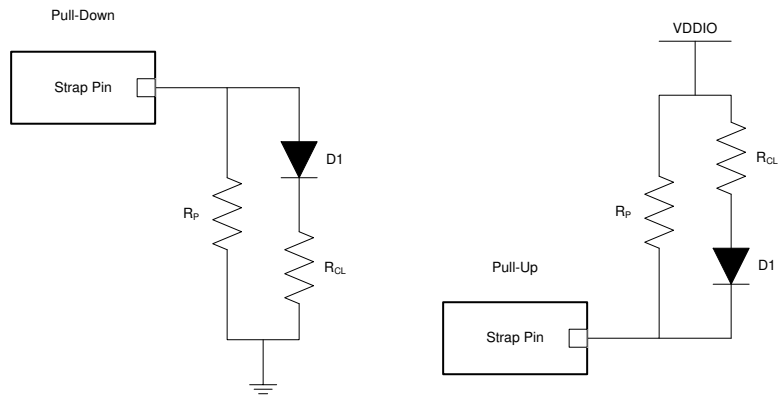 Pull-Down
Strap Pin
D1
RP
RCL
VDDIO
RCL
RP
D1
Pull-Up
Strap Pin